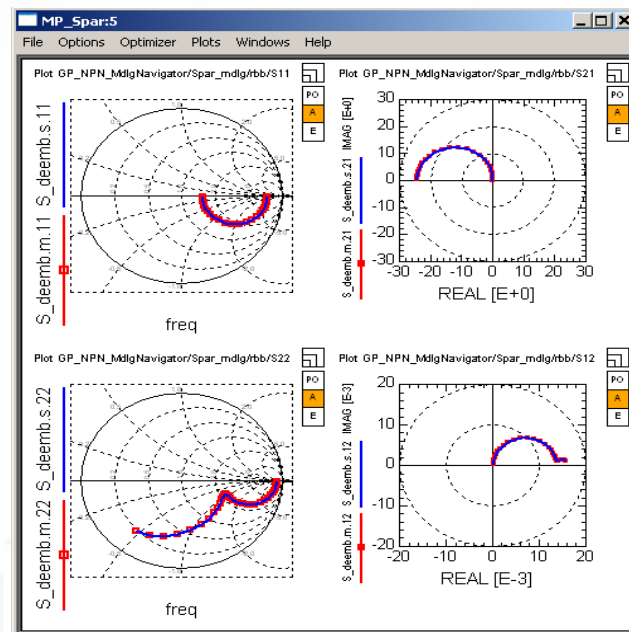 MP_Spar:5
File Options Optimizer Plots Windows Help
Plot GP_NPN_MdlgNavigator/Spar_mdlg/rbb/S11
PO
A
E
S_deemb.s.11
S_deemb.m.11
freq
Plot GP_NPN_MdlgNavigator/Spar_mdlg/rbb/S21
PO
A
E
S_deemb.s.21 IMAG [E+0]
S_deemb.m.21
30
20
10
0
-10
-20
-30
-30 -20 -10 0 10 20 30
REAL [E+0]
Plot GP_NPN_MdlgNavigator/Spar_mdlg/rbb/S22
PO
A
E
S_deemb.s.22
S_deemb.m.22
freq
Plot GP_NPN_MdlgNavigator/Spar_mdlg/rbb/S12
PO
A
E
S_deemb.s.12 IMAG [E-3]
S_deemb.m.12
20
10
0
-10
-20
-20 -10 0 10 20
REAL [E-3]